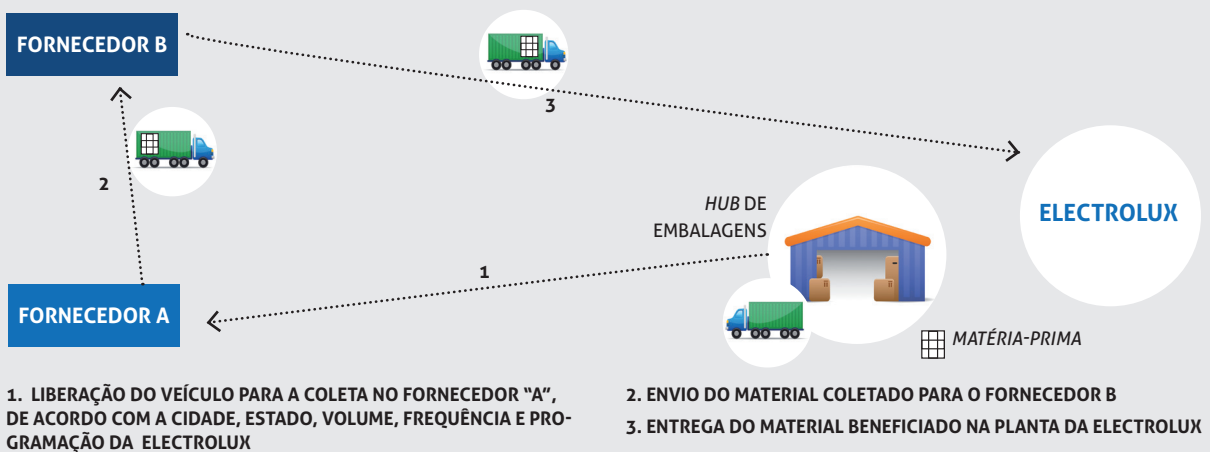 FORNECEDOR B
3
2
HUB DE
EMBALAGENS
ELECTROLUX
1
FORNECEDOR A
MATÉRIA-PRIMA
1. LIBERAÇÃO DO VEÍCULO PARA A COLETA NO FORNECEDOR “A”,
DE ACORDO COM A CIDADE, ESTADO, VOLUME, FREQUÊNCIA E PRO-
GRAMAÇÃO DA ELECTROLUX
2. ENVIO DO MATERIAL COLETADO PARA O FORNECEDOR B
3. ENTREGA DO MATERIAL BENEFICIADO NA PLANTA DA ELECTROLUX